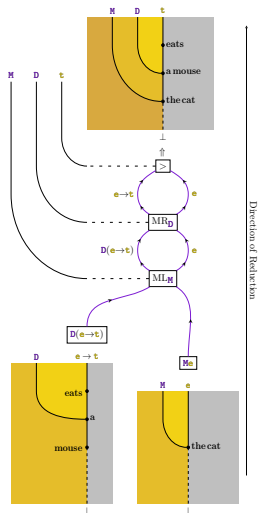 M D t
eats
a mouse
the cat
⊥
⇑
M D t
>
e→t e
MR_D
D(e→t) e
ML_M
D(e→t)
Me
Direction of Reduction
D e→t
eats
a
mouse
⊥
M e
the cat
⊥